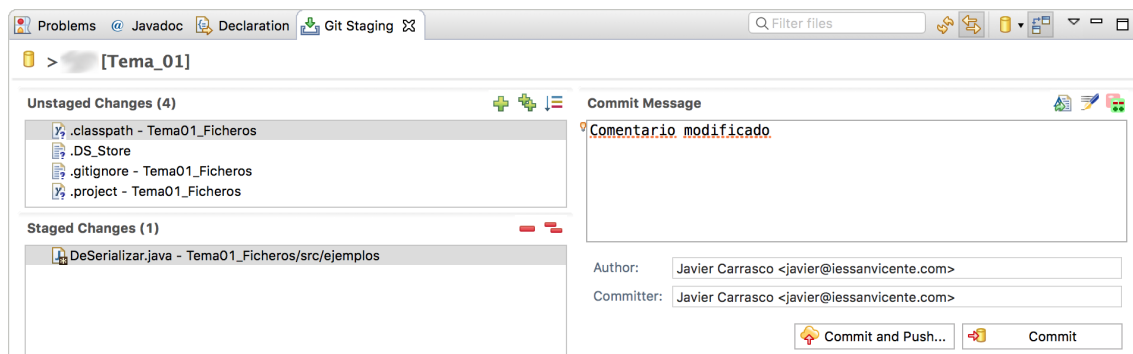 Problems @ Javadoc Declaration Git Staging Filter files
> [Tema_01]
Unstaged Changes (4)
.classpath - Tema01_Ficheros
.DS_Store
.gitignore - Tema01_Ficheros
.project - Tema01_Ficheros
Staged Changes (1)
DeSerializar.java - Tema01_Ficheros/src/ejemplos
Commit Message
Comentario modificado
Author: Javier Carrasco <javier@iessanvicente.com>
Committer: Javier Carrasco <javier@iessanvicente.com>
Commit and Push... Commit